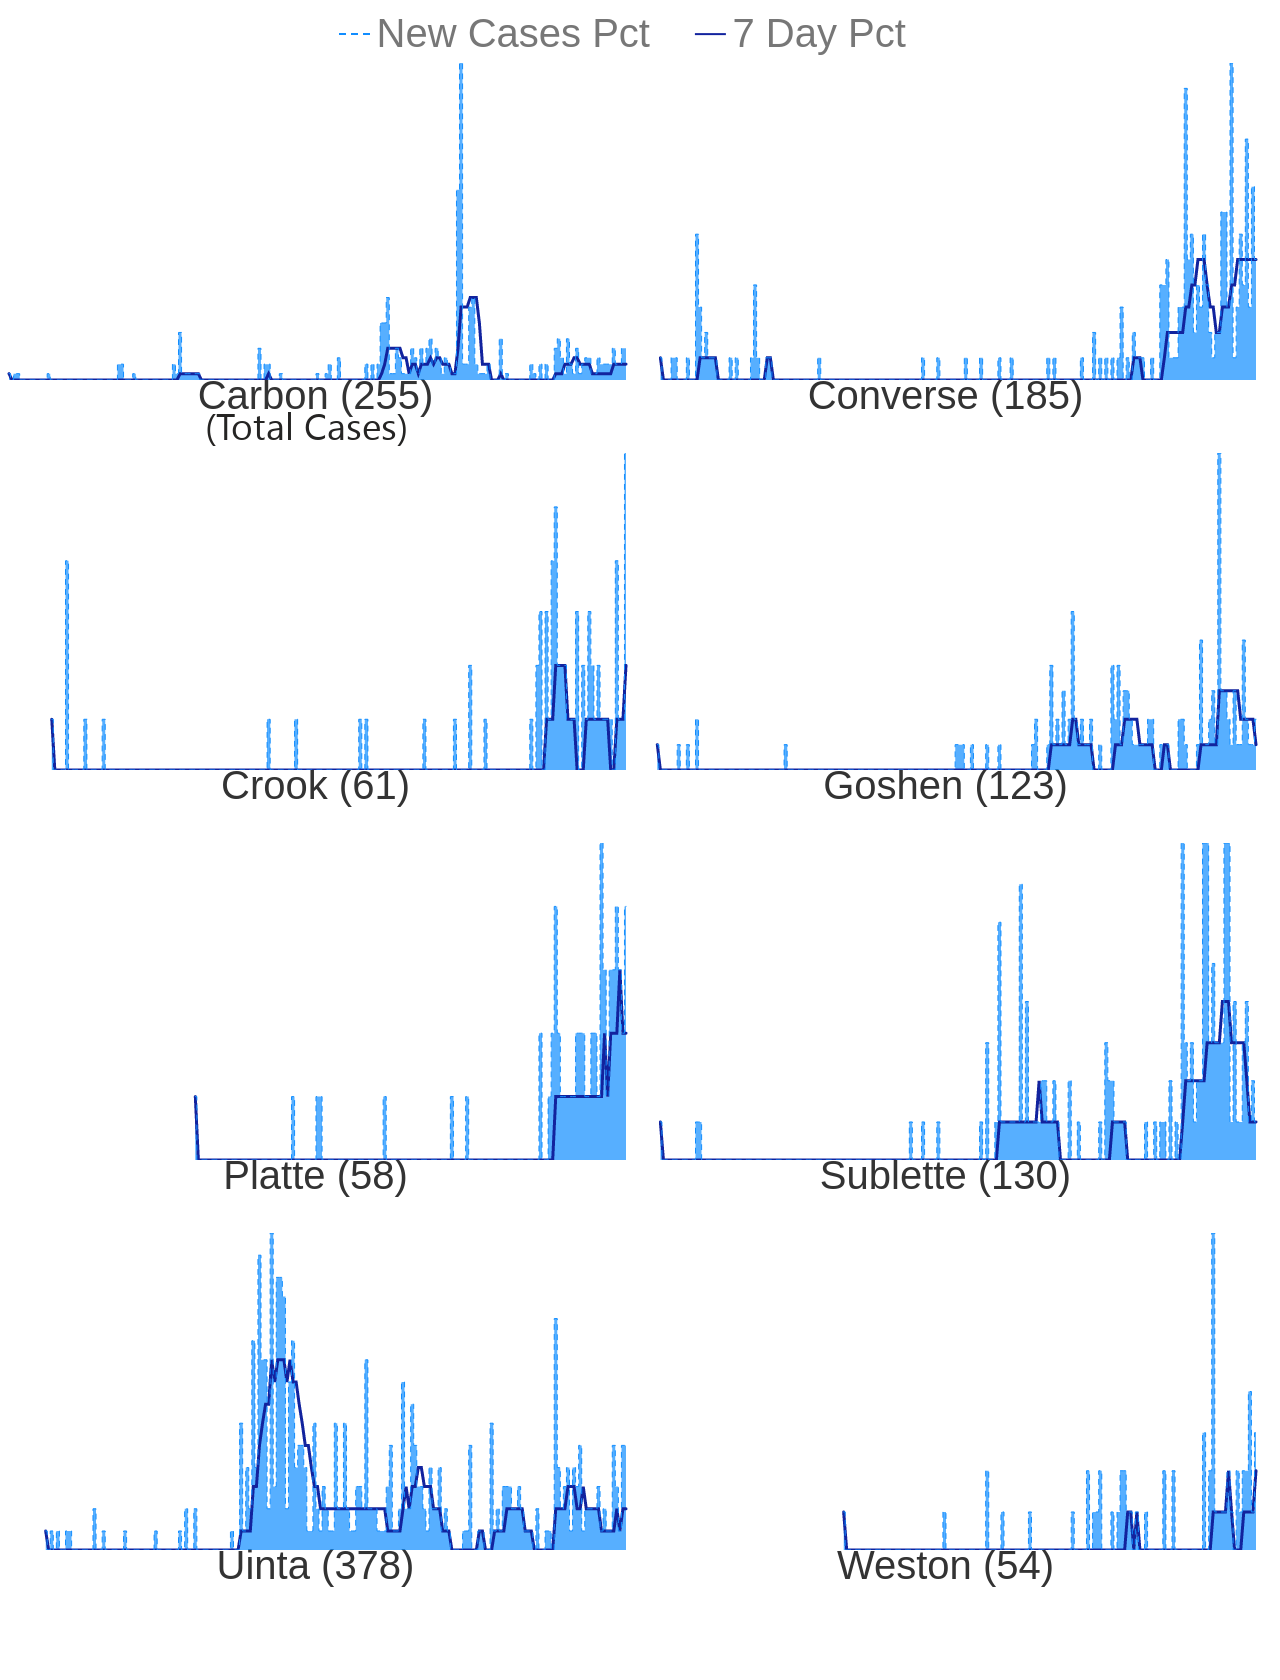 New Cases Pct 7 Day Pct
Carbon (255) Converse (185)
(Total Cases)
Crook (61) Goshen (123)
Platte (58) Sublette (130)
Uinta (378) Weston (54)